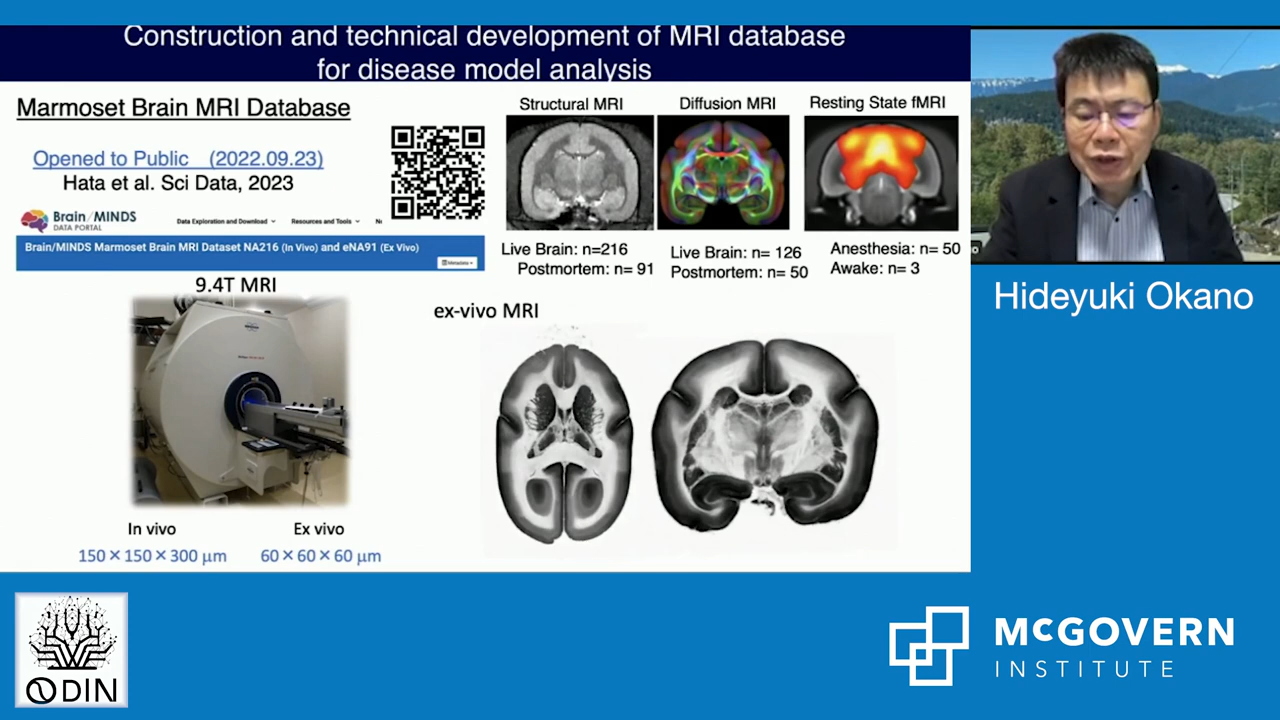 Construction and technical development of MRI database
for disease model analysis
Marmoset Brain MRI Database
Opened to Public (2022.09.23)
Hata et al. Sci Data, 2023
Brain/MINDS
DATA PORTAL
Data Exploration and Download
Resources and Tools
Brain/MINDS Marmoset Brain MRI Dataset NA216 (In Vivo) and eNA91 (Ex Vivo)
Metadata
Structural MRI
Diffusion MRI
Resting State fMRI
Live Brain: n=216
Postmortem: n= 91
Live Brain: n= 126
Postmortem: n= 50
Anesthesia: n= 50
Awake: n= 3
9.4T MRI
ex-vivo MRI
In vivo
Ex vivo
150×150×300 μm
60×60×60 μm
Hideyuki Okano
ODIN
McGOVERN
INSTITUTE